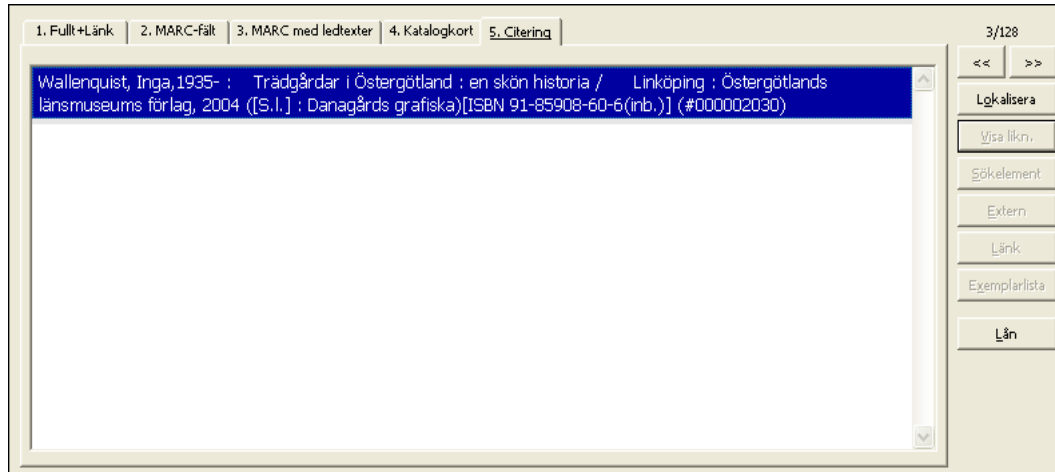 1. Fullt+Länk 2. MARC-fält 3. MARC med ledtexter 4. Katalogkort 5. Citering
3/128
<< >>
Wallenquist, Inga,1935- : Trädgårdar i Östergötland : en skön historia / Linköping : Östergötlands
länsmuseums förlag, 2004 ([S.l.] : Danagårds grafiska)[ISBN 91-85908-60-6(inb.)] (#000002030)
Lokalisera
Visa likn.
Sökelement
Extern
Länk
Exemplarlista
Lån